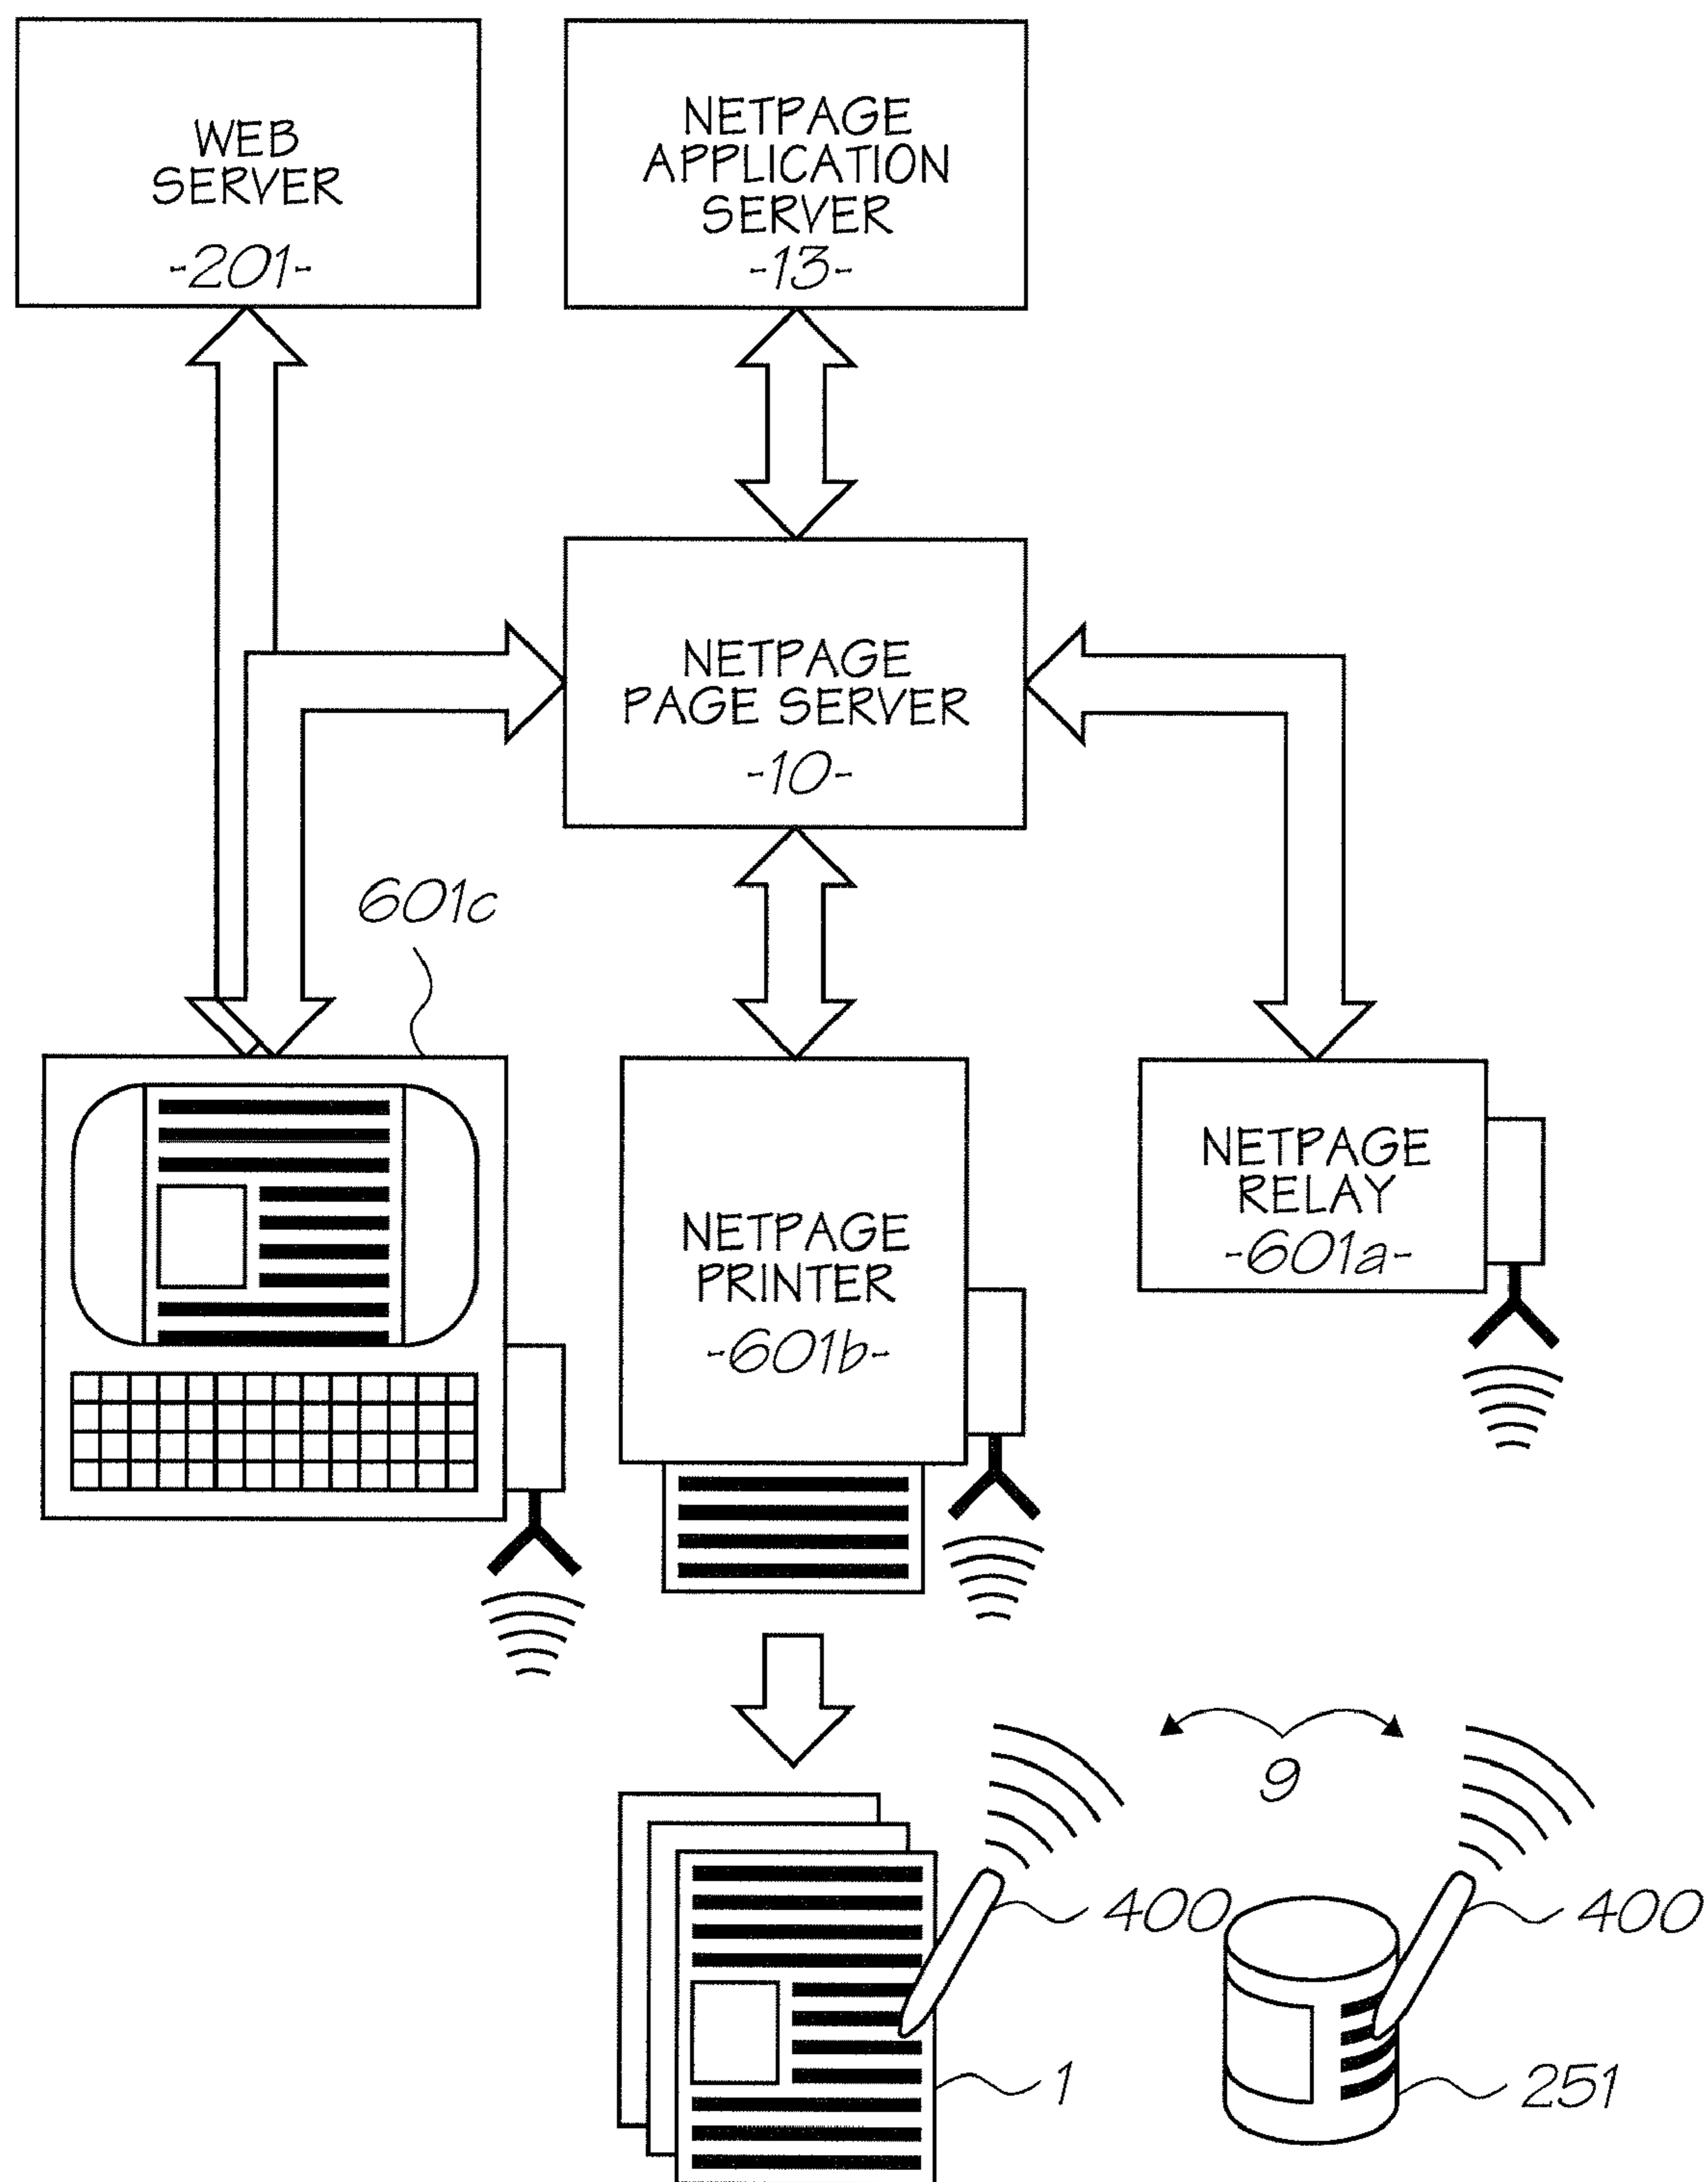 WEB
SERVER
-201-
NETPAGE
APPLICATION
SERVER
-13-
NETPAGE
PAGE SERVER
-10-
601c
NETPAGE
PRINTER
-601b-
NETPAGE
RELAY
-601a-
9
400
400
1
251